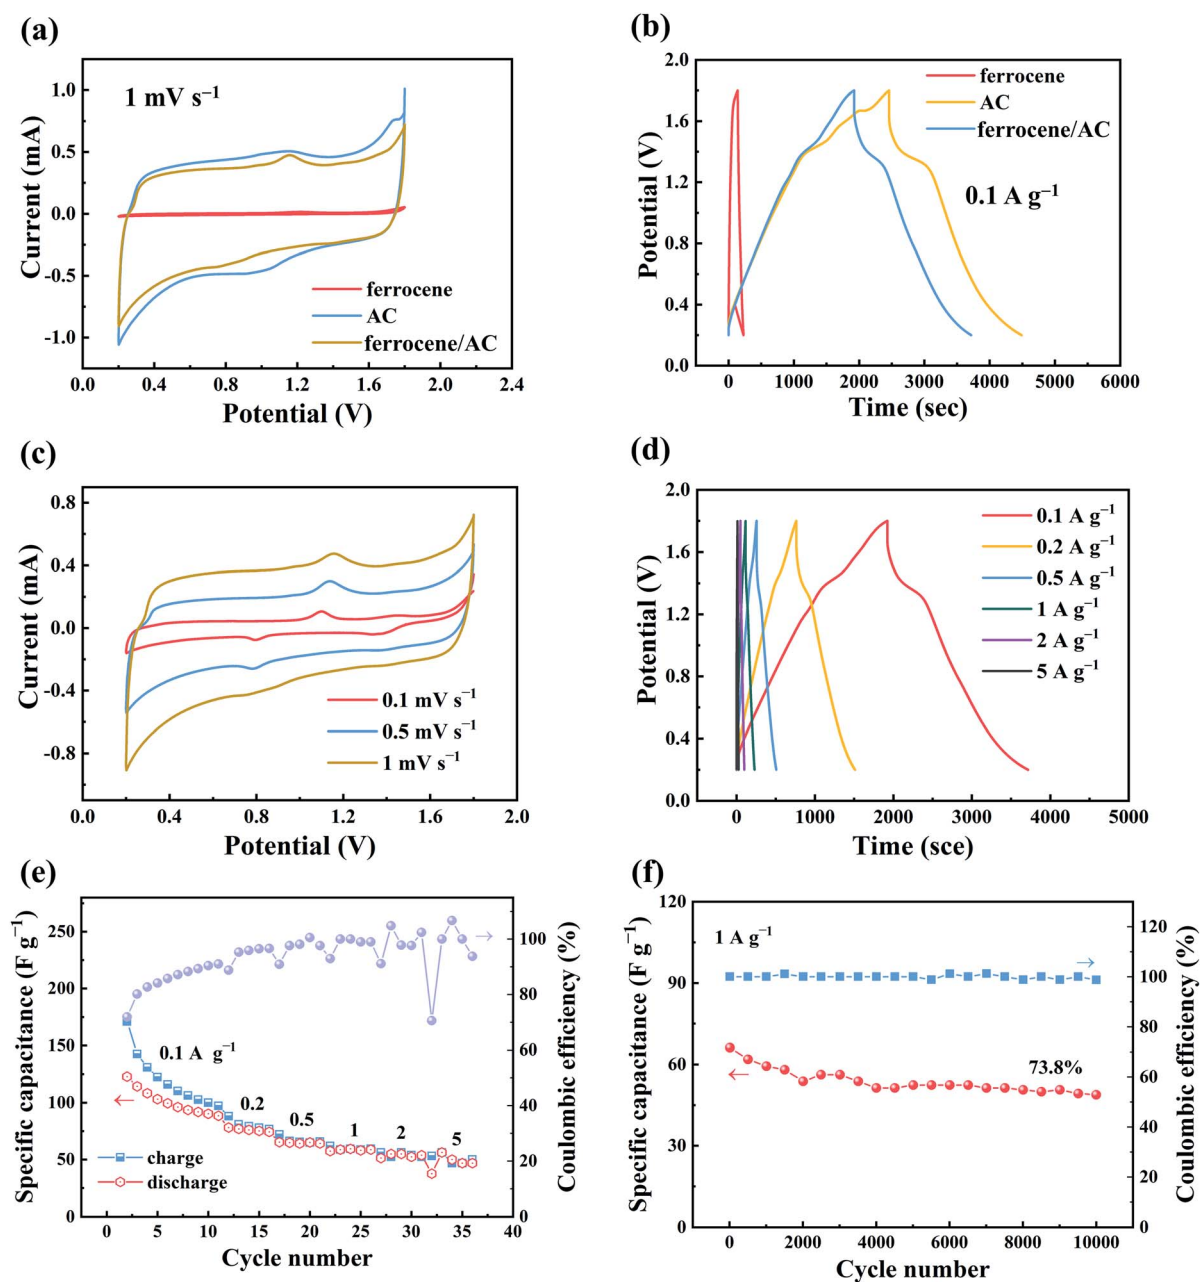 (a)
1 mV s⁻¹
Current (mA)
1.0
0.5
0.0
-0.5
-1.0
ferrocene
AC
ferrocene/AC
0.0 0.4 0.8 1.2 1.6 2.0 2.4
Potential (V)
(b)
Potential (V)
2.0
1.6
1.2
0.8
0.4
0.0
ferrocene
AC
ferrocene/AC
0.1 A g⁻¹
0 1000 2000 3000 4000 5000 6000
Time (sec)
(c)
Current (mA)
0.8
0.4
0.0
-0.4
-0.8
0.1 mV s⁻¹
0.5 mV s⁻¹
1 mV s⁻¹
0.0 0.4 0.8 1.2 1.6 2.0
Potential (V)
(d)
Potential (V)
2.0
1.6
1.2
0.8
0.4
0.0
0.1 A g⁻¹
0.2 A g⁻¹
0.5 A g⁻¹
1 A g⁻¹
2 A g⁻¹
5 A g⁻¹
0 1000 2000 3000 4000 5000
Time (sce)
(e)
Specific capacitance (F g⁻¹)
250
200
150
100
50
0
0.1 A g⁻¹
0.2
0.5
1
2
5
charge
discharge
100
80
60
40
20
0
Coulombic efficiency (%)
0 5 10 15 20 25 30 35 40
Cycle number
(f)
Specific capacitance (F g⁻¹)
120
90
60
30
0
1 A g⁻¹
73.8%
120
100
80
60
40
20
0
Coulombic efficiency (%)
0 2000 4000 6000 8000 10000
Cycle number